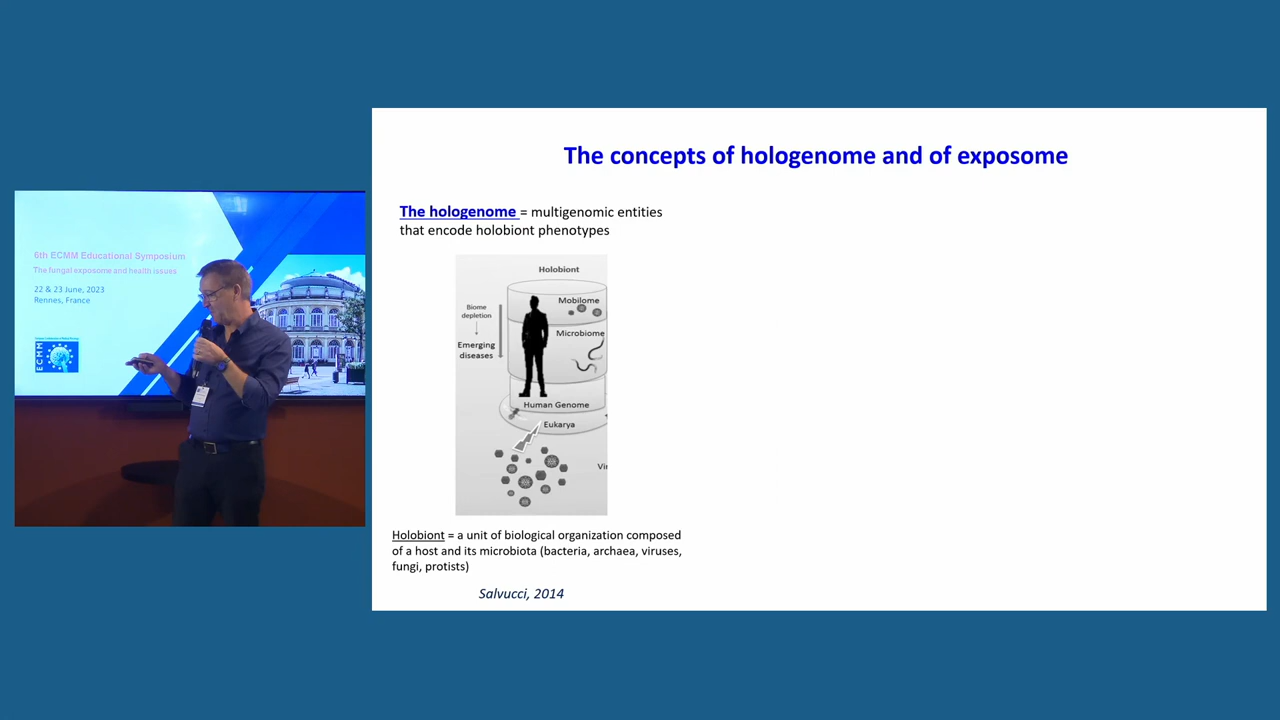 The concepts of hologenome and of exposome
The hologenome = multigenomic entities
that encode holobiont phenotypes
Holobiont
Mobilome
Biome
depletion
Microbiome
Emerging
diseases
Human Genome
Eukarya
Vir
Holobiont = a unit of biological organization composed
of a host and its microbiota (bacteria, archaea, viruses,
fungi, protists)
Salvucci, 2014
6th ECMM Educational Symposium
The fungal exposome and health issues
22 & 23 June, 2023
Rennes, France
ECMM